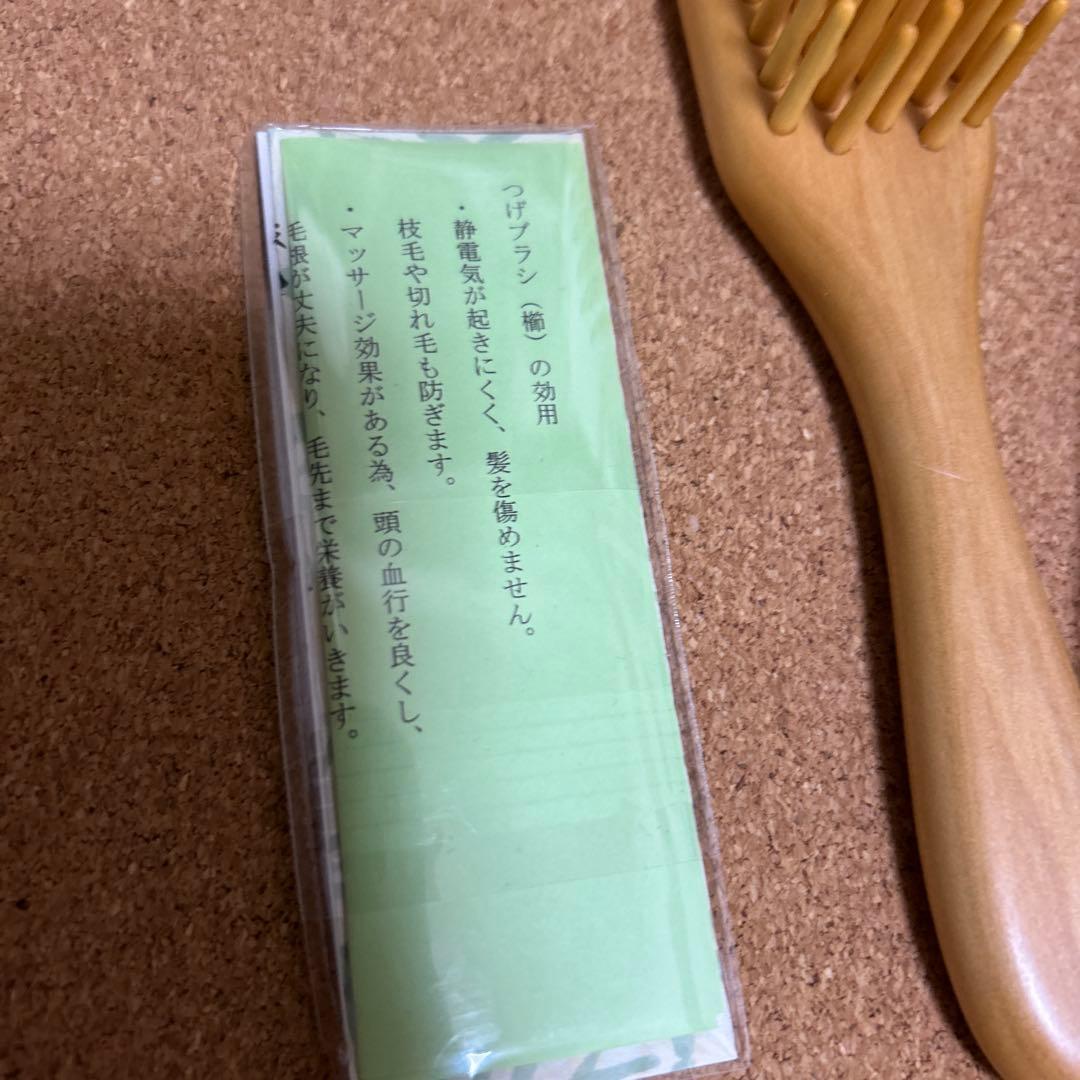 つげブラシ（曛）の効用
・静電気が起きにくく、髪を傷めません。
枝毛や切れ毛も防ぎます。
・マッサージ効果がある為、頭の血行を良くし、
毛根が丈夫になり、毛先まで栄養がいきます。